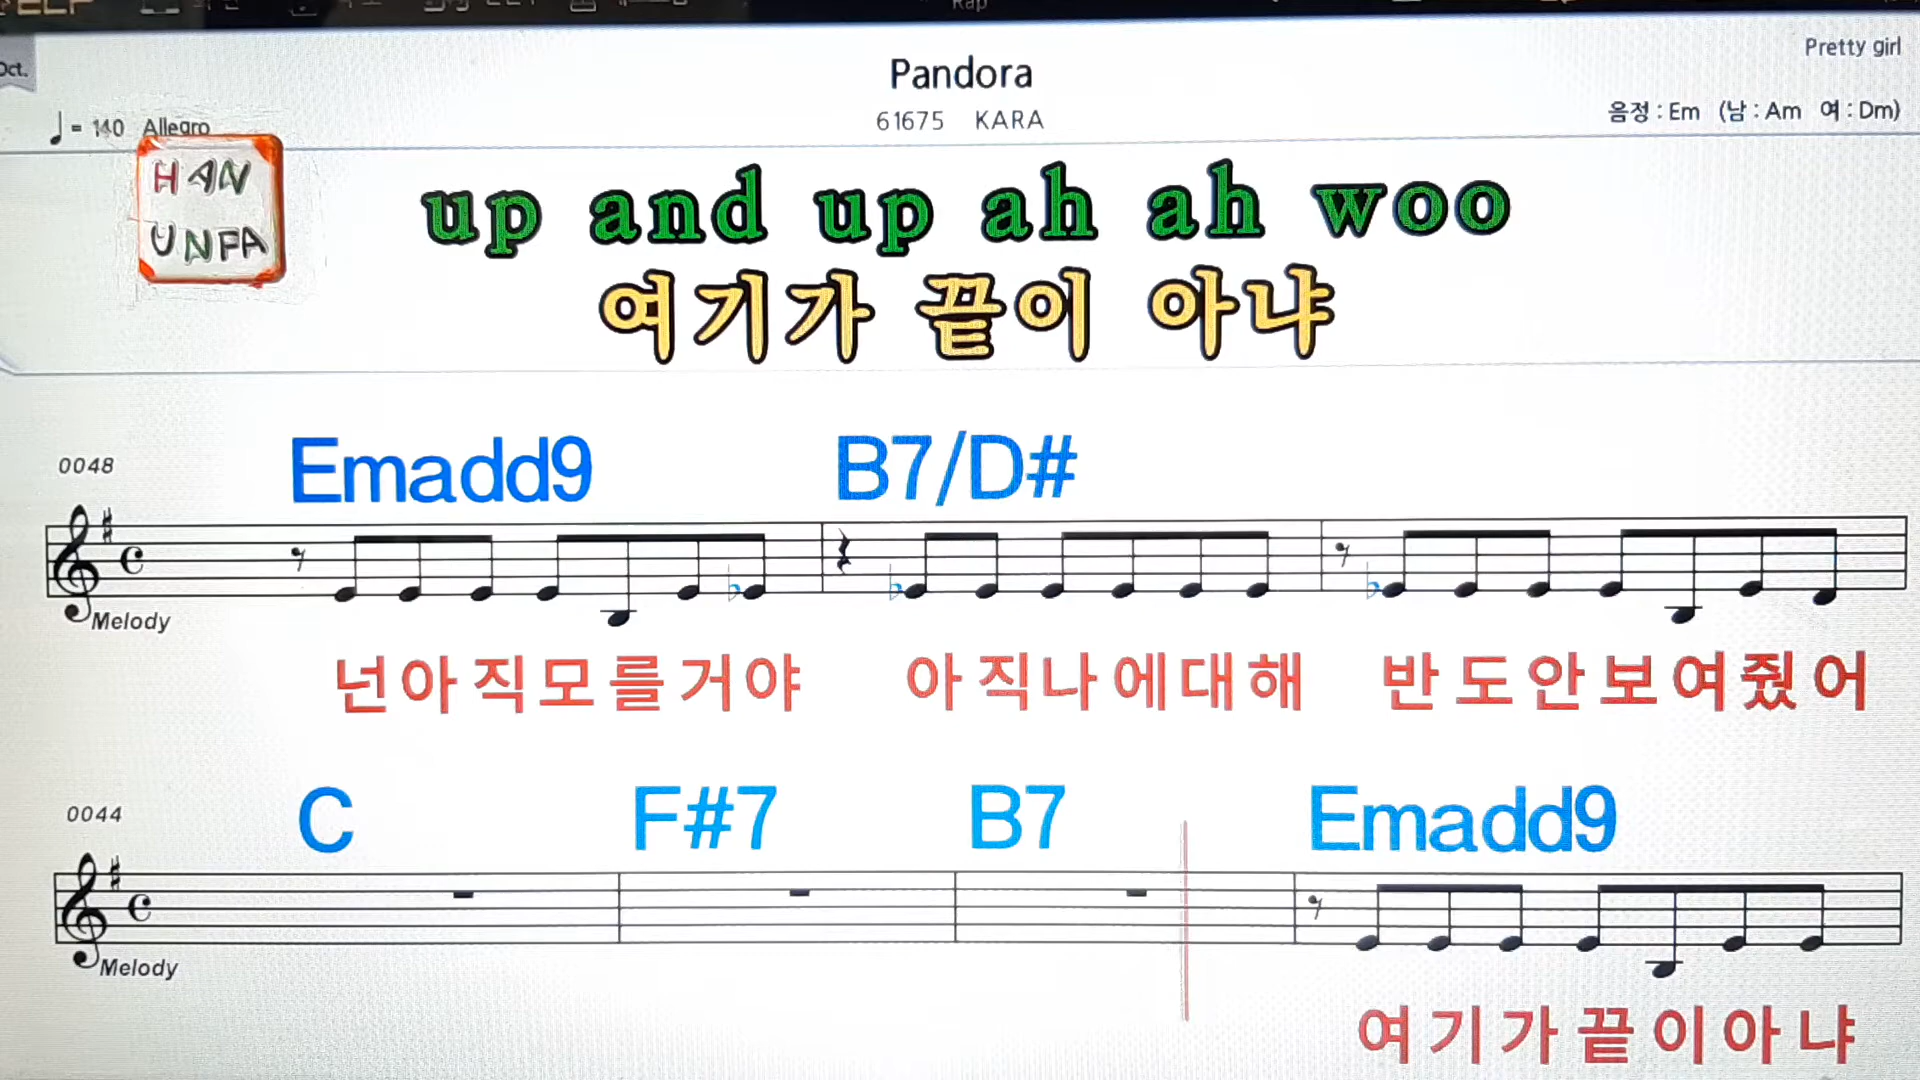 Rap
Pretty girl
Oct.
Pandora
61675 KARA
음정 : Em (남 : Am 여 : Dm)
♩ = 140 Allegro
HAN
UNPA
up and up ah ah woo
여기가 끝이 아냐
0048
Emadd9 B7/D#
Melody
넌아직모를거야 아직나에대해 반도안보여줬어
0044
C F#7 B7 Emadd9
Melody
여기가끝이아냐